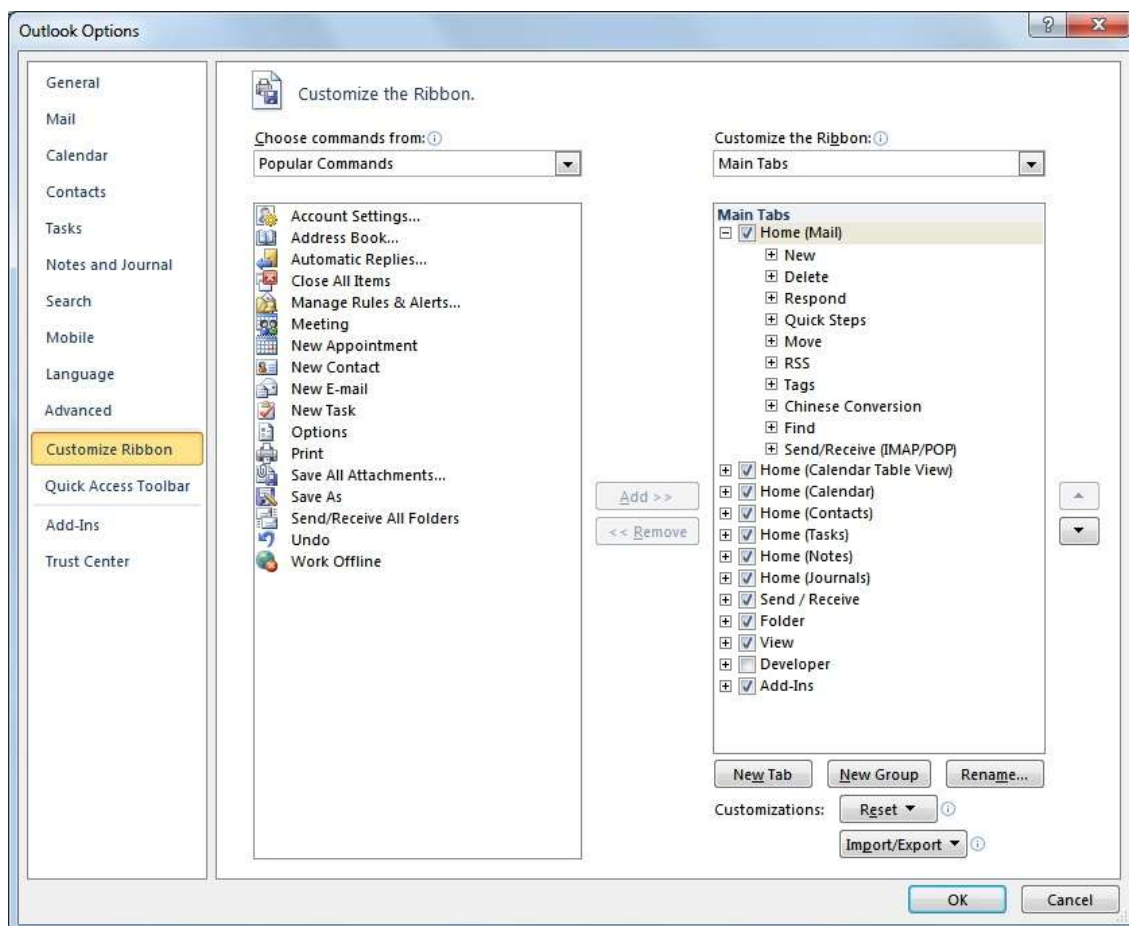 Outlook Options
General
Mail
Calendar
Contacts
Tasks
Notes and Journal
Search
Mobile
Language
Advanced
Customize Ribbon
Quick Access Toolbar
Add-Ins
Trust Center
Customize the Ribbon.
Choose commands from:
Popular Commands
Account Settings...
Address Book...
Automatic Replies...
Close All Items
Manage Rules & Alerts...
Meeting
New Appointment
New Contact
New E-mail
New Task
Options
Print
Save All Attachments...
Save As
Send/Receive All Folders
Undo
Work Offline
Add >>
<< Remove
Customize the Ribbon:
Main Tabs
Main Tabs
Home (Mail)
New
Delete
Respond
Quick Steps
Move
RSS
Tags
Chinese Conversion
Find
Send/Receive (IMAP/POP)
Home (Calendar Table View)
Home (Calendar)
Home (Contacts)
Home (Tasks)
Home (Notes)
Home (Journals)
Send / Receive
Folder
View
Developer
Add-Ins
New Tab
New Group
Rename...
Customizations:
Reset
Import/Export
OK
Cancel